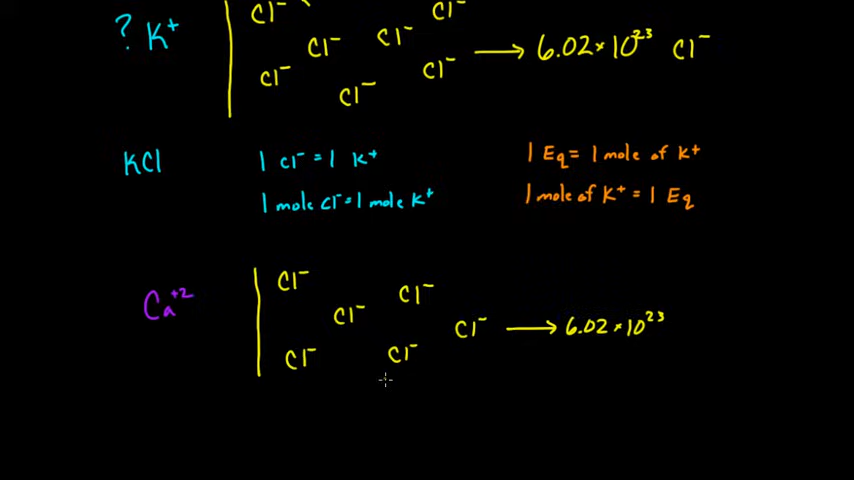 Cl⁻ Cl⁻
? K⁺ Cl⁻ Cl⁻ → 6.02×10²³ Cl⁻
Cl⁻ Cl⁻
Cl⁻
KCl 1 Cl⁻ = 1 K⁺ 1 Eq = 1 mole of K⁺
1 mole Cl⁻ = 1 mole K⁺ 1 mole of K⁺ = 1 Eq
Cl⁻ Cl⁻
Ca⁺² Cl⁻ Cl⁻ → 6.02×10²³
Cl⁻ Cl⁻